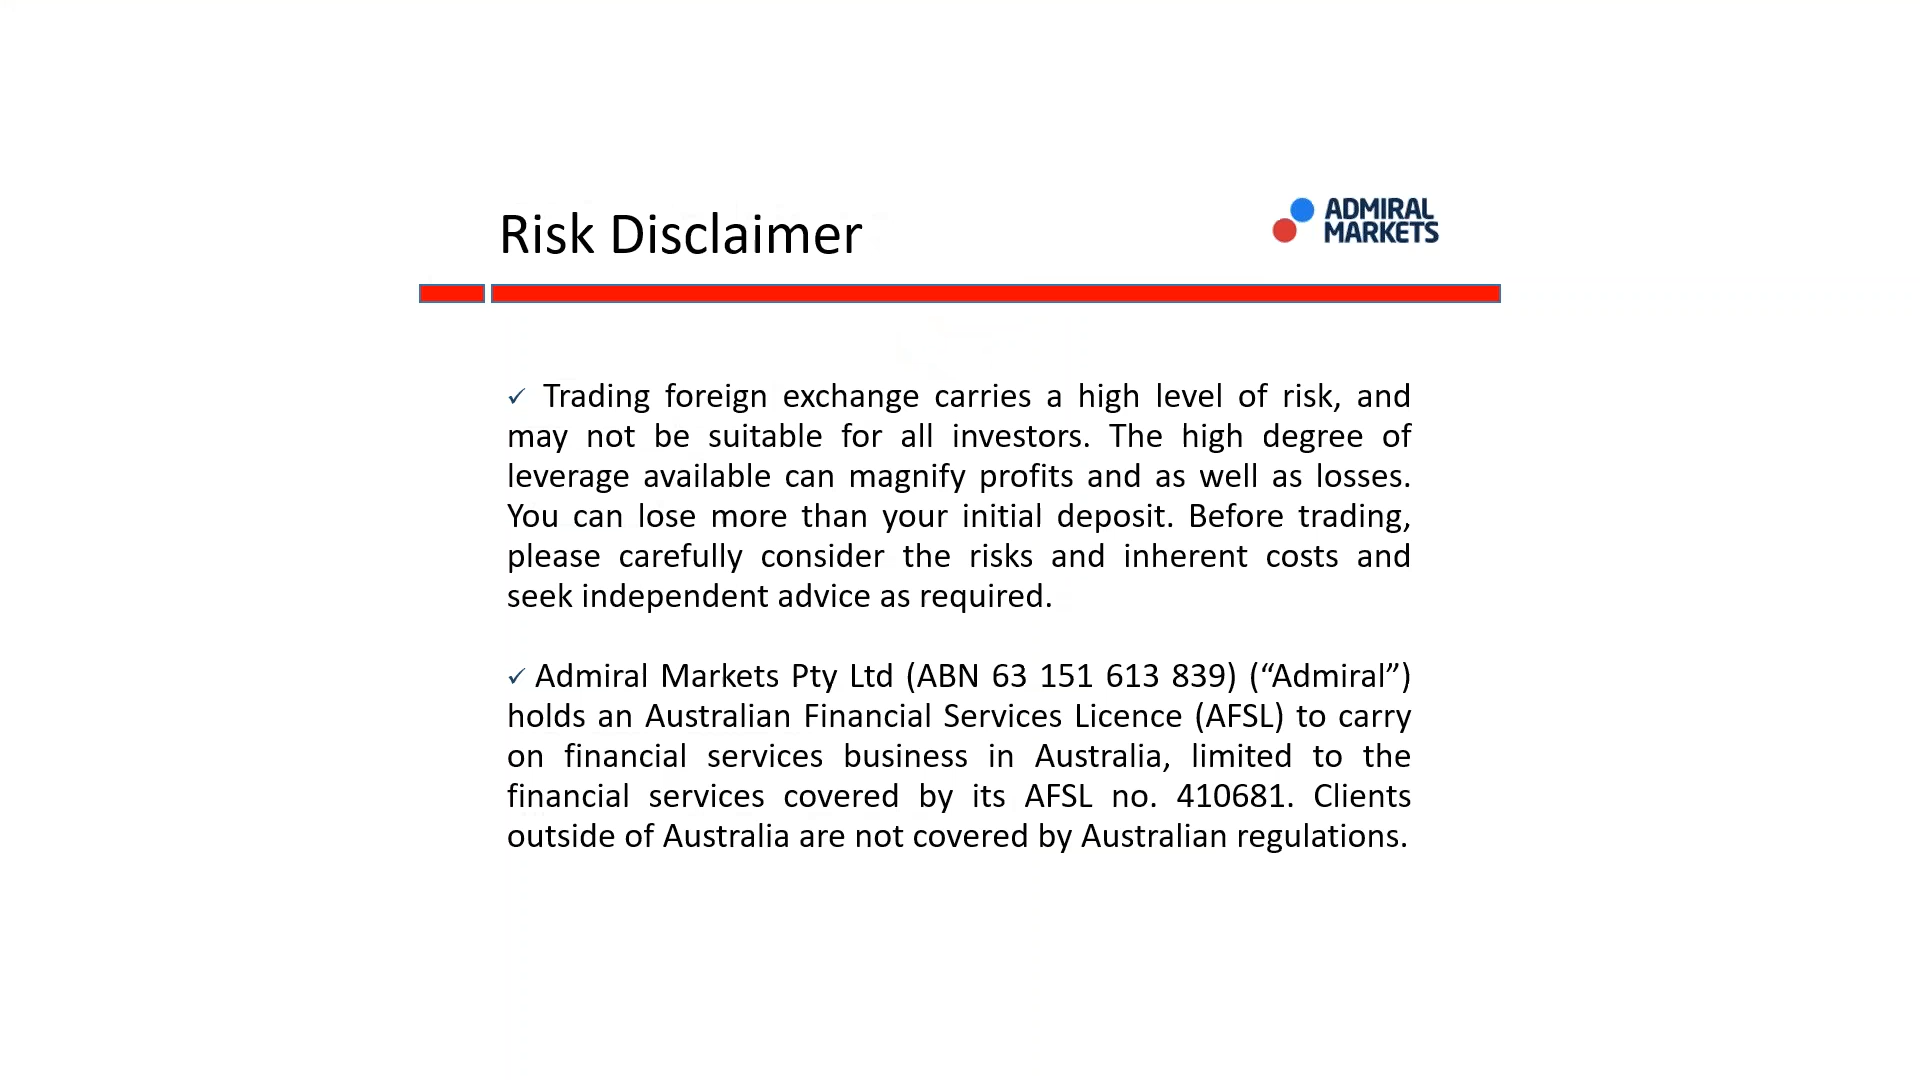 Risk Disclaimer
ADMIRAL
MARKETS
✓ Trading foreign exchange carries a high level of risk, and
may not be suitable for all investors. The high degree of
leverage available can magnify profits and as well as losses.
You can lose more than your initial deposit. Before trading,
please carefully consider the risks and inherent costs and
seek independent advice as required.
✓ Admiral Markets Pty Ltd (ABN 63 151 613 839) (“Admiral”)
holds an Australian Financial Services Licence (AFSL) to carry
on financial services business in Australia, limited to the
financial services covered by its AFSL no. 410681. Clients
outside of Australia are not covered by Australian regulations.